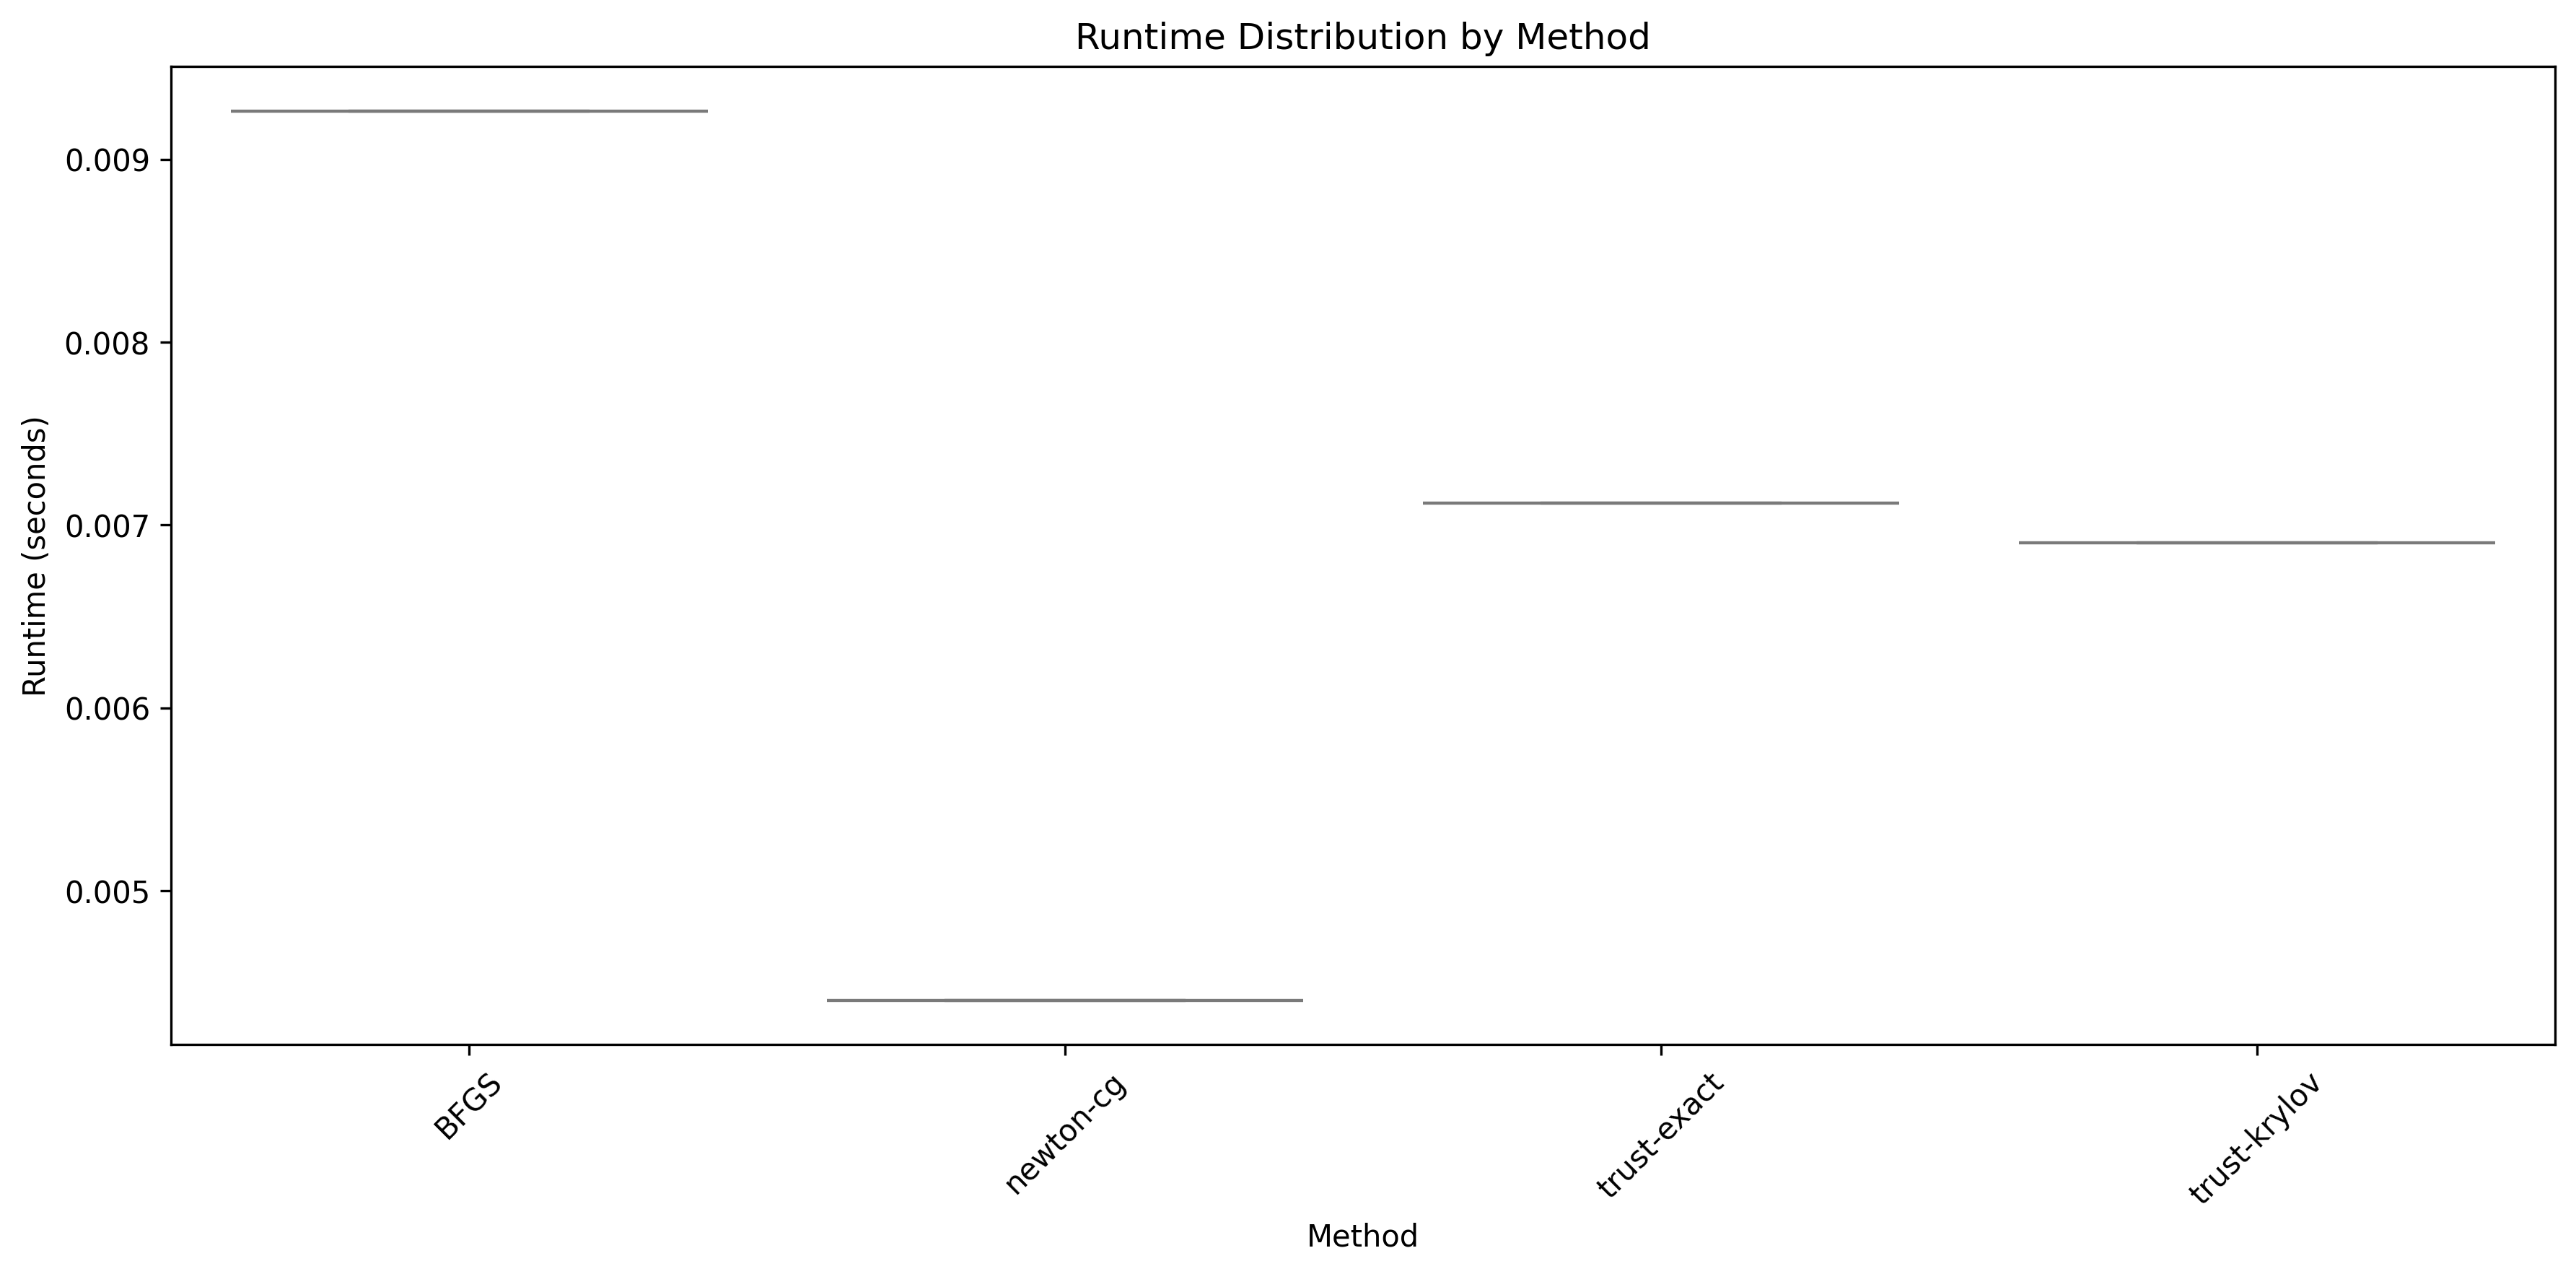 Runtime Distribution by Method
Runtime (seconds)
0.009
0.008
0.007
0.006
0.005
BFGS
newton-cg
trust-exact
trust-krylov
Method